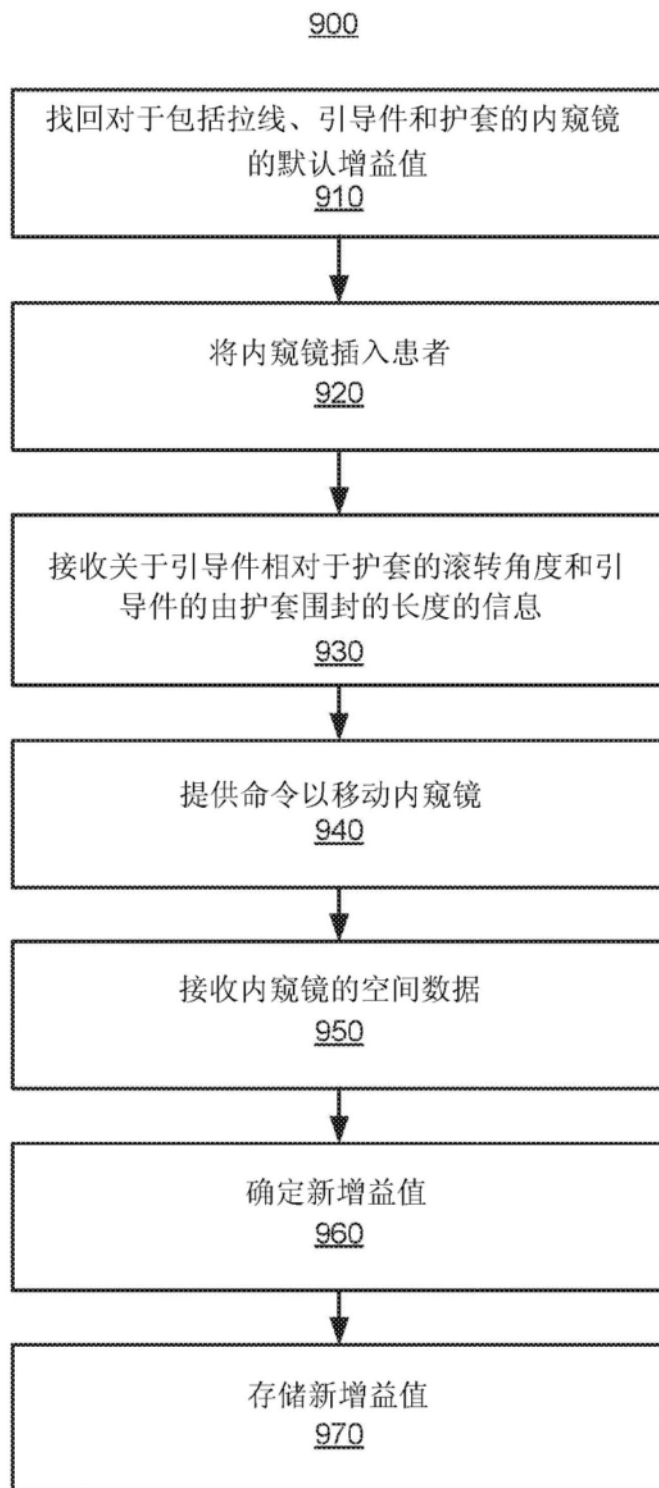 900
找回对于包括拉线、引导件和护套的内窥镜
的默认增益值
910
将内窥镜插入患者
920
接收关于引导件相对于护套的滚转角度和引
导件的由护套围封的长度的信息
930
提供命令以移动内窥镜
940
接收内窥镜的空间数据
950
确定新增益值
960
存储新增益值
970